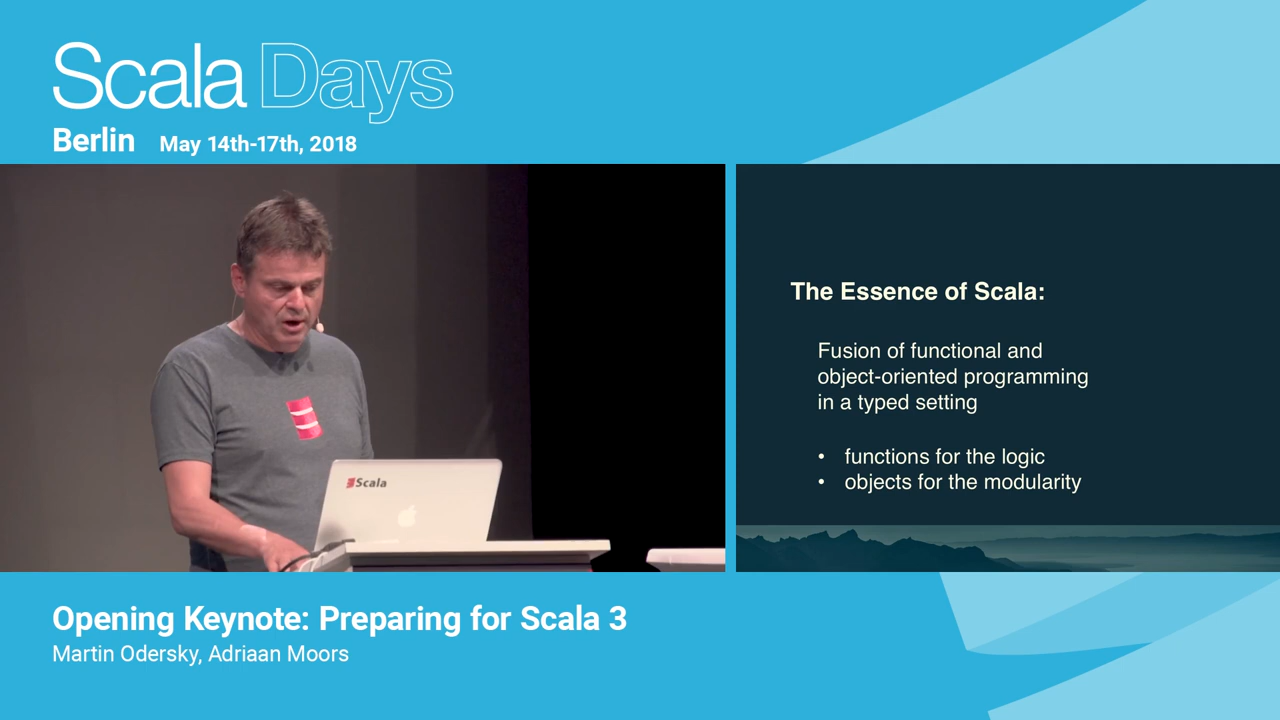 Scala Days
Berlin May 14th-17th, 2018
Scala
The Essence of Scala:
Fusion of functional and
object-oriented programming
in a typed setting
• functions for the logic
• objects for the modularity
Opening Keynote: Preparing for Scala 3
Martin Odersky, Adriaan Moors